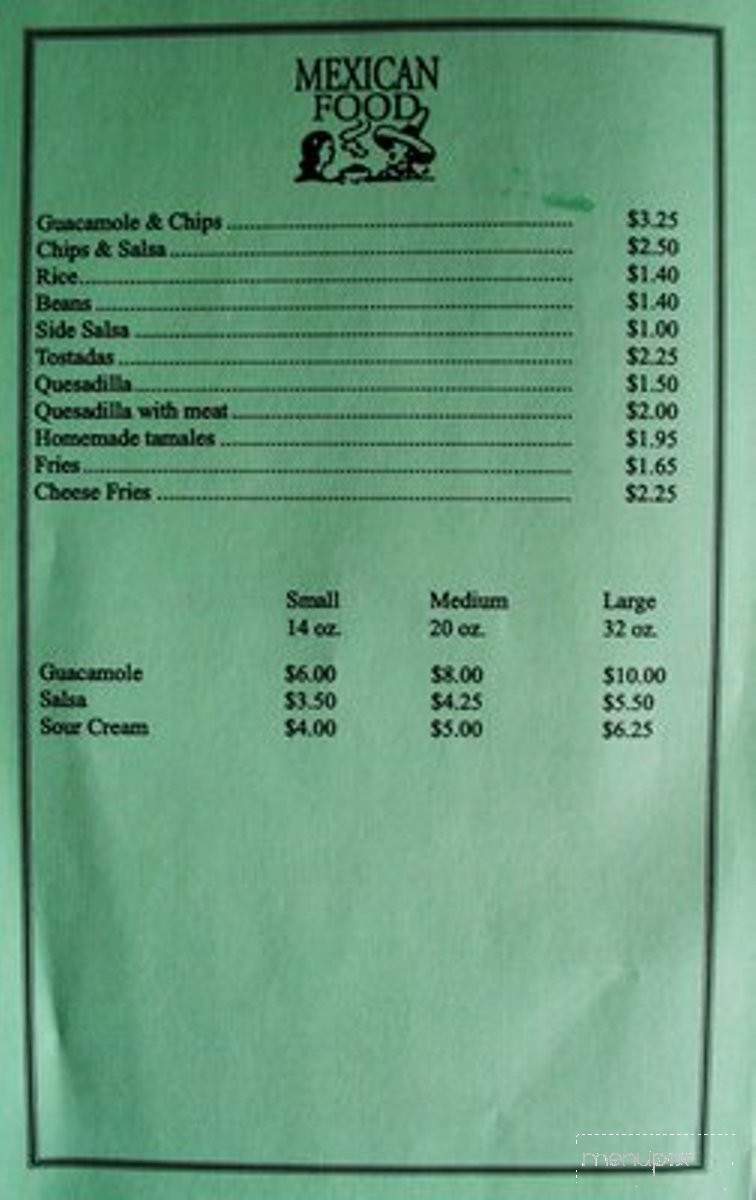 MEXICAN
FOOD
Guacamole & Chips ........ $3.25
Chips & Salsa ........ $2.50
Rice ........ $1.40
Beans ........ $1.40
Side Salsa ........ $1.00
Tostadas ........ $2.25
Quesadilla ........ $1.50
Quesadilla with meat ........ $2.00
Homemade tamales ........ $1.95
Fries ........ $1.65
Cheese Fries ........ $2.25
Small Medium Large
14 oz. 20 oz. 32 oz.
Guacamole $6.00 $8.00 $10.00
Salsa $3.50 $4.25 $5.50
Sour Cream $4.00 $5.00 $6.25